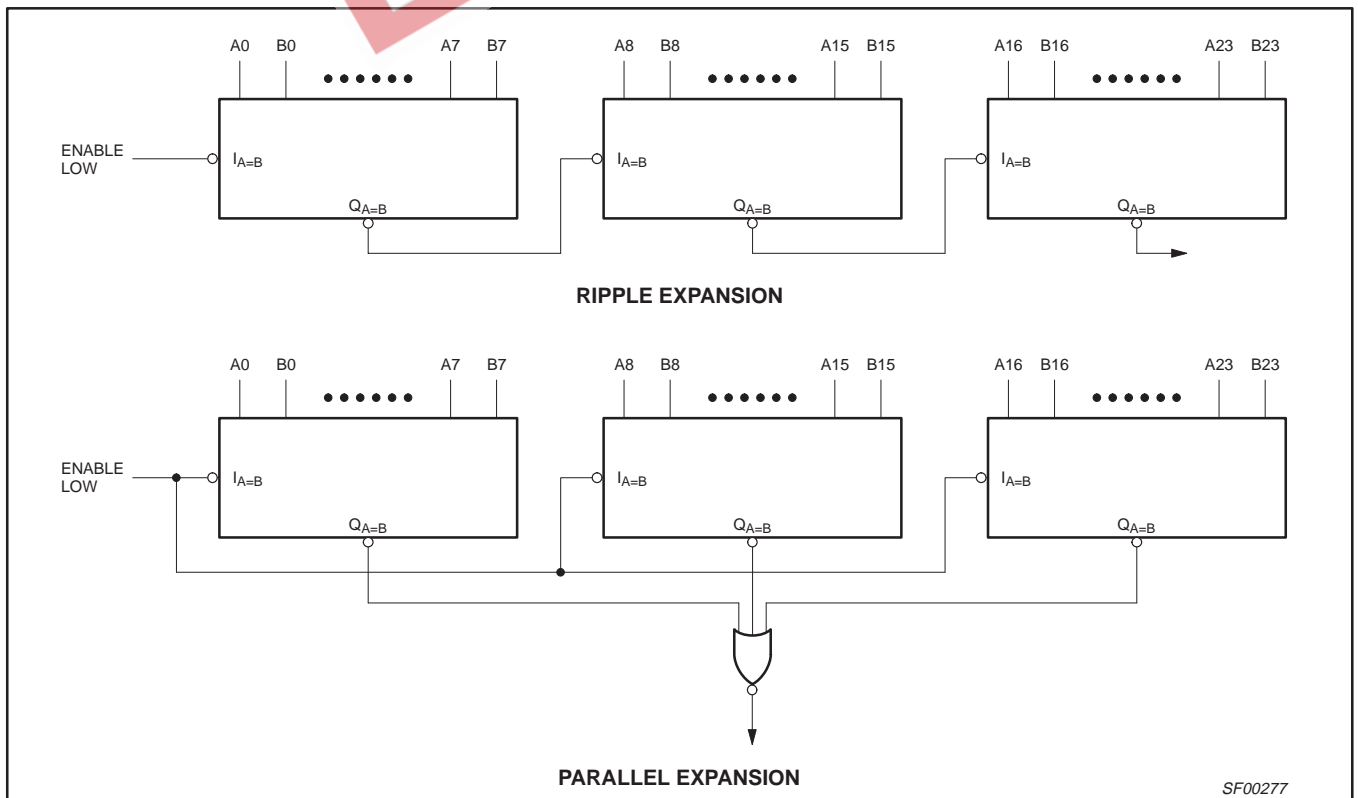 A0 B0 A7 B7 A8 B8 A15 B15 A16 B16 A23 B23
ENABLE
LOW
IA=B IA=B IA=B
QA=B QA=B QA=B
RIPPLE EXPANSION
A0 B0 A7 B7 A8 B8 A15 B15 A16 B16 A23 B23
ENABLE
LOW
IA=B IA=B IA=B
QA=B QA=B QA=B
PARALLEL EXPANSION
SF00277